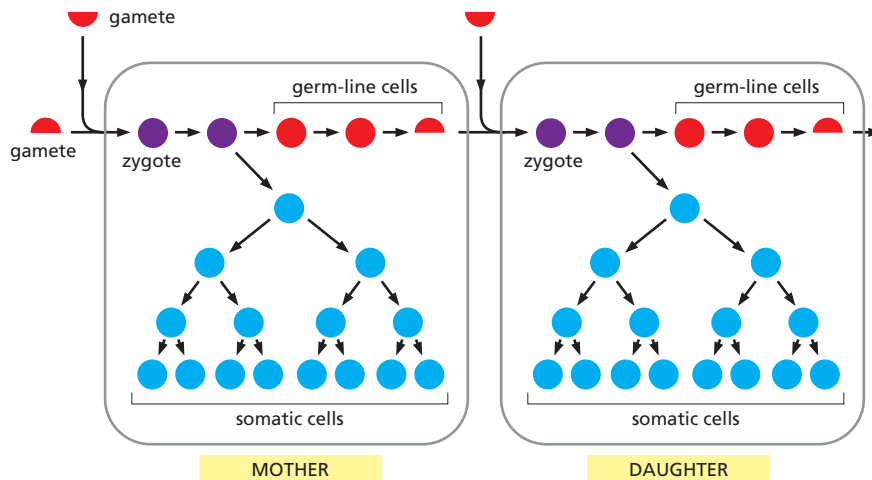 gamete
germ-line cells
germ-line cells
gamete
zygote
zygote
somatic cells
somatic cells
MOTHER
DAUGHTER